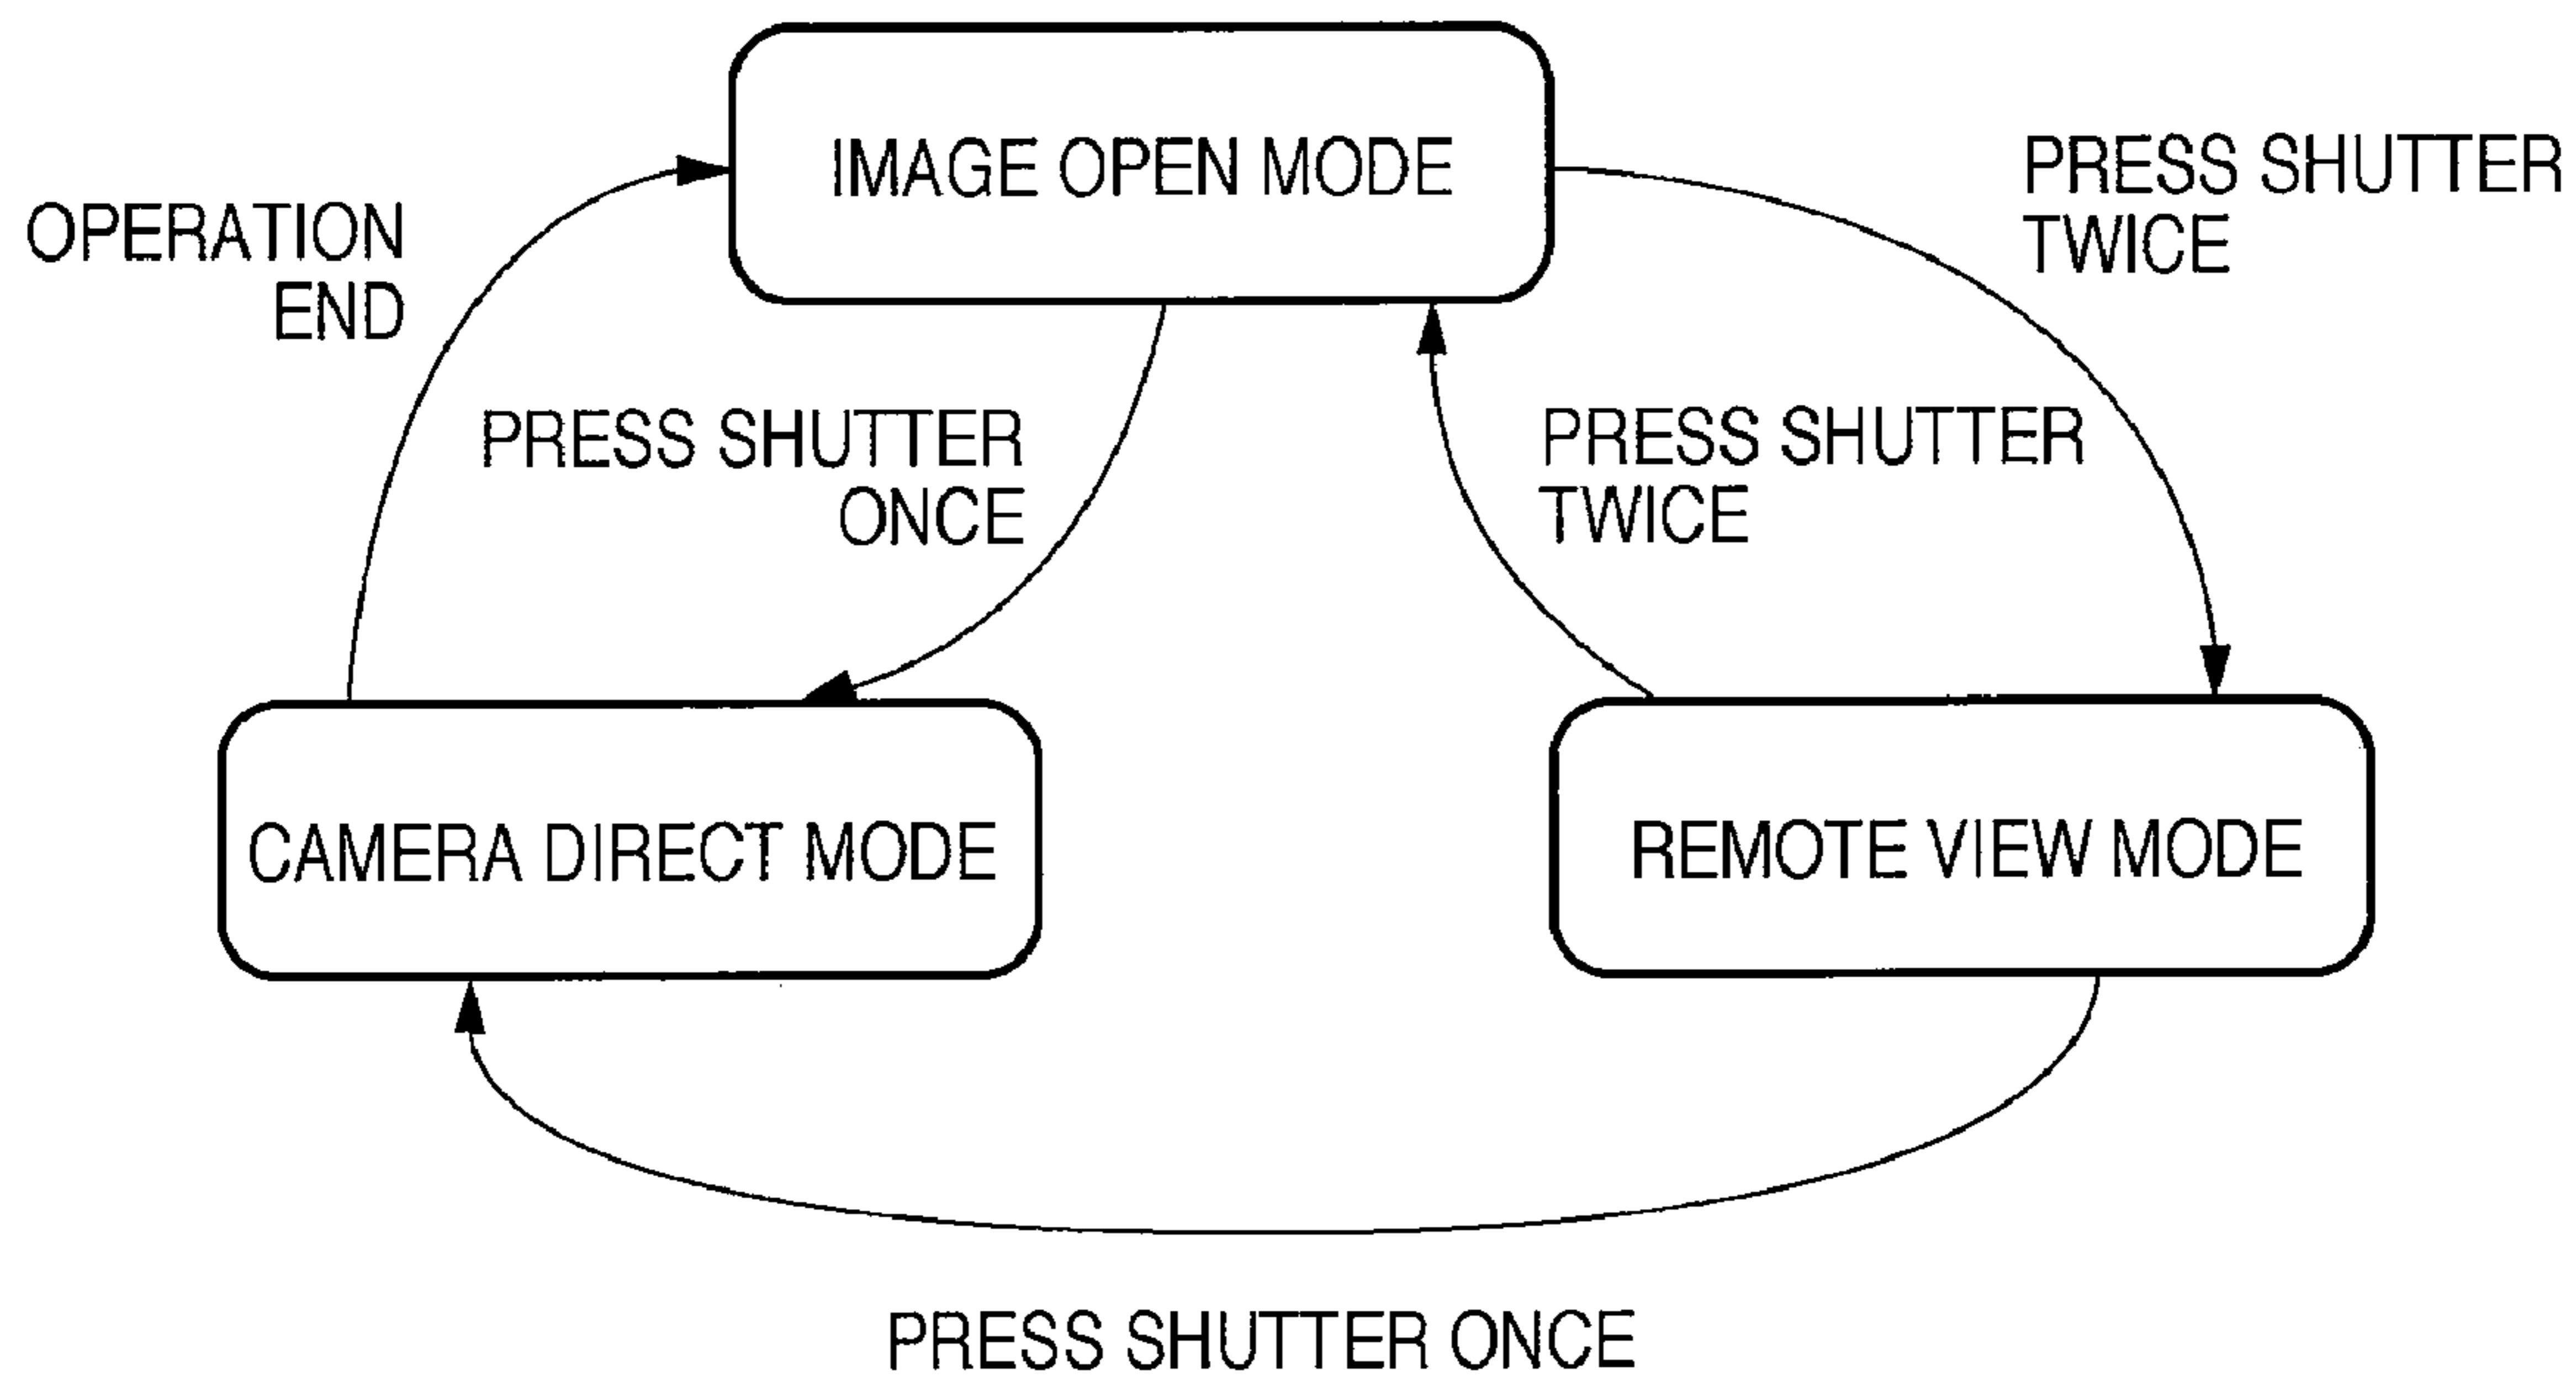 IMAGE OPEN MODE
PRESS SHUTTER
TWICE
OPERATION
END
PRESS SHUTTER
ONCE
PRESS SHUTTER
TWICE
CAMERA DIRECT MODE
REMOTE VIEW MODE
PRESS SHUTTER ONCE